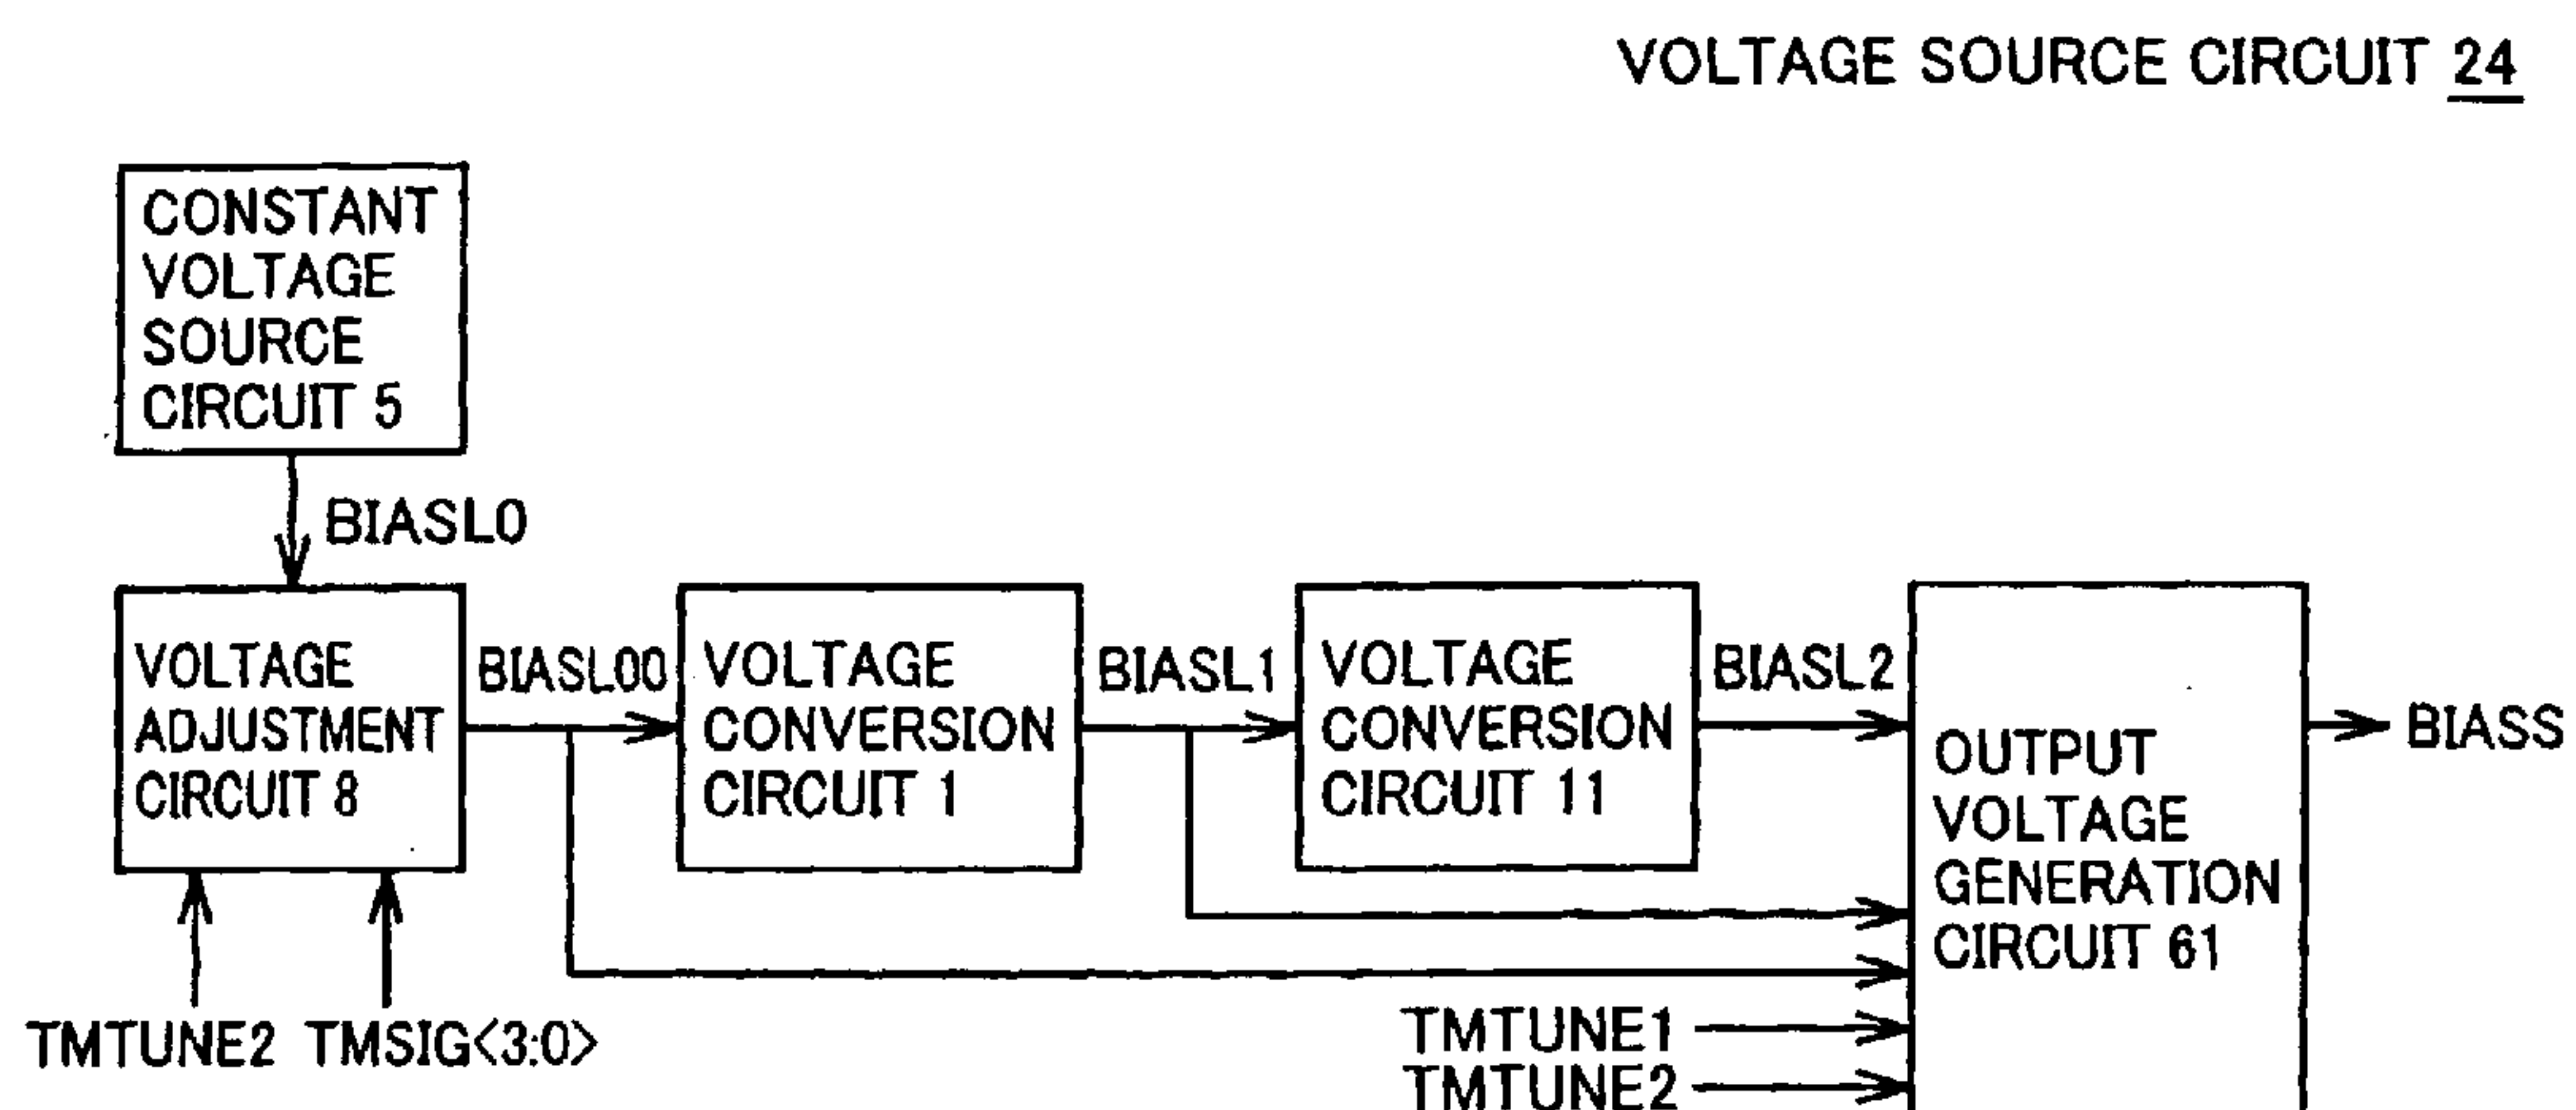 VOLTAGE SOURCE CIRCUIT 24
CONSTANT
VOLTAGE
SOURCE
CIRCUIT 5
BIASL0
VOLTAGE
ADJUSTMENT
CIRCUIT 8
BIASL00
VOLTAGE
CONVERSION
CIRCUIT 1
BIASL1
VOLTAGE
CONVERSION
CIRCUIT 11
BIASL2
OUTPUT
VOLTAGE
GENERATION
CIRCUIT 61
BIASS
TMTUNE2 TMSIG<3:0>
TMTUNE1
TMTUNE2